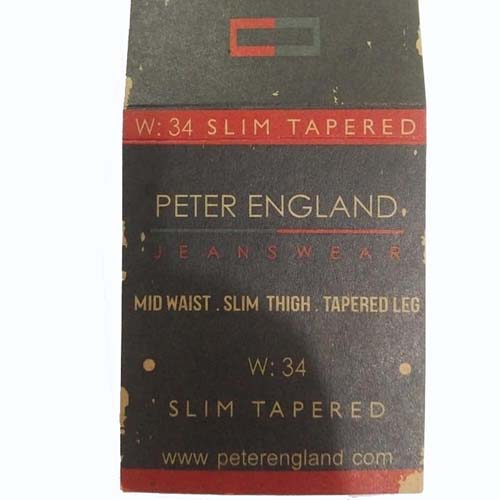 W: 34 SLIM TAPERED
PETER ENGLAND
JEANSWEAR
MID WAIST . SLIM THIGH . TAPERED LEG
W: 34
SLIM TAPERED
www peterengland com